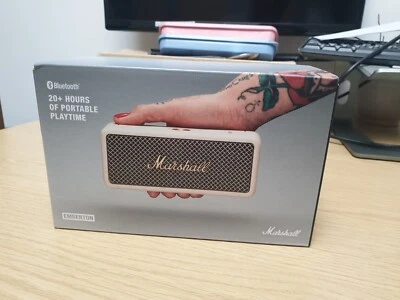 Bluetooth®
20+ HOURS
OF PORTABLE
PLAYTIME
Marshall
EMBERTON
Marshall